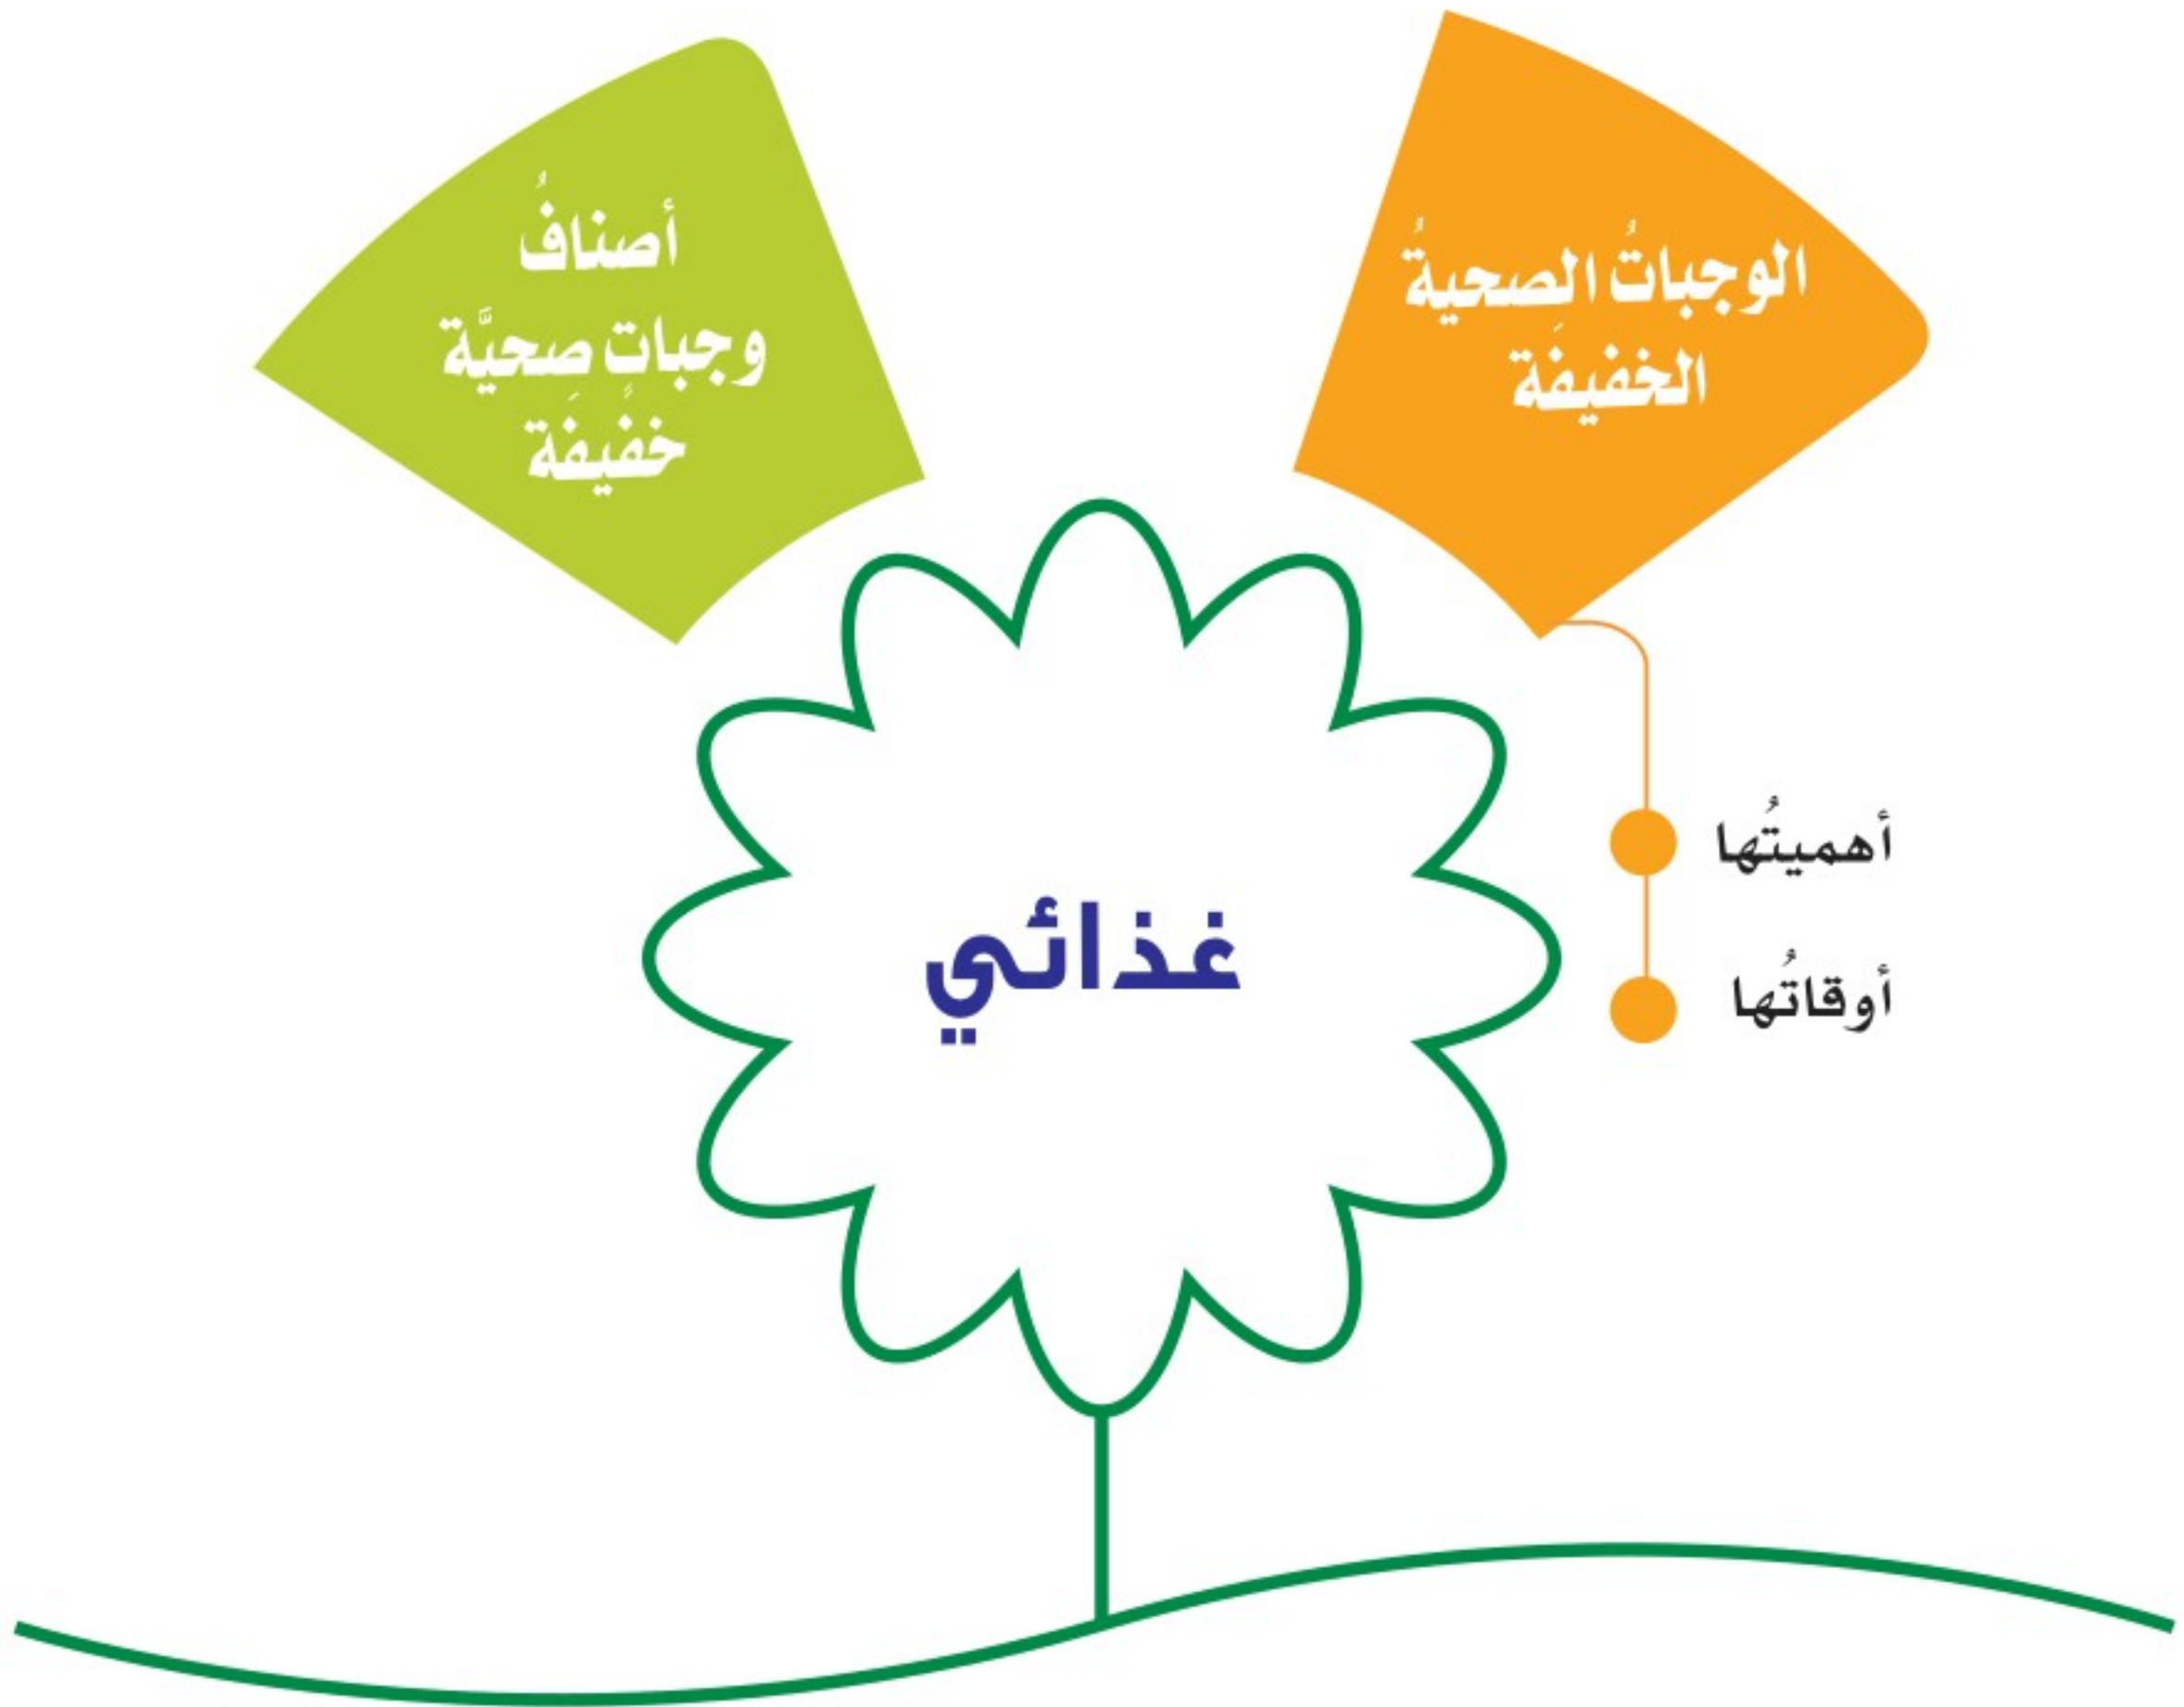 الوجباتُ الصحيةُ
الخفيفَة
أصنافُ
وجباتٍ صحيَّة
خفيفَة
غذائي
أهميتُها
أوقاتُها